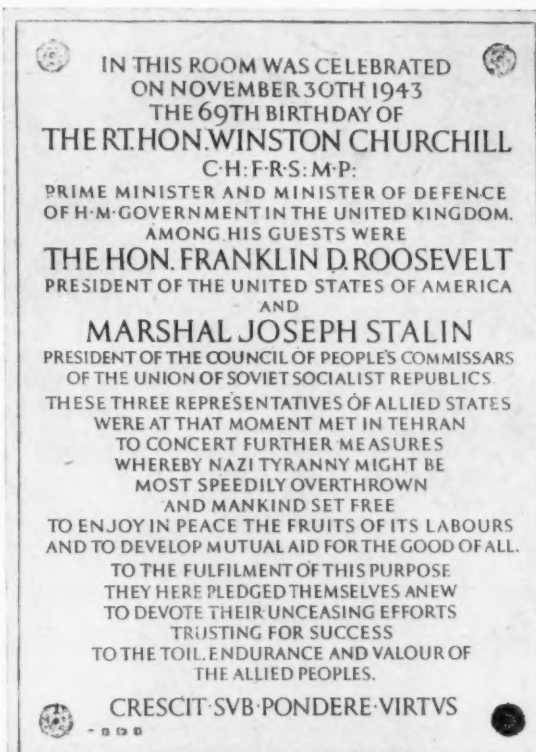 IN THIS ROOM WAS CELEBRATED
ON NOVEMBER 30TH 1943
THE 69TH BIRTHDAY OF
THE RT. HON. WINSTON CHURCHILL
C·H: F·R·S: M·P:
PRIME MINISTER AND MINISTER OF DEFENCE
OF H·M·GOVERNMENT IN THE UNITED KINGDOM.
AMONG HIS GUESTS WERE
THE HON. FRANKLIN D. ROOSEVELT
PRESIDENT OF THE UNITED STATES OF AMERICA
AND
MARSHAL JOSEPH STALIN
PRESIDENT OF THE COUNCIL OF PEOPLE'S COMMISSARS
OF THE UNION OF SOVIET SOCIALIST REPUBLICS
THESE THREE REPRESENTATIVES OF ALLIED STATES
WERE AT THAT MOMENT MET IN TEHRAN
TO CONCERT FURTHER MEASURES
WHEREBY NAZI TYRANNY MIGHT BE
MOST SPEEDILY OVERTHROWN
AND MANKIND SET FREE
TO ENJOY IN PEACE THE FRUITS OF ITS LABOURS
AND TO DEVELOP MUTUAL AID FOR THE GOOD OF ALL.
TO THE FULFILMENT OF THIS PURPOSE
THEY HERE PLEDGED THEMSELVES ANEW
TO DEVOTE THEIR UNCEASING EFFORTS
TRUSTING FOR SUCCESS
TO THE TOIL. ENDURANCE AND VALOUR OF
THE ALLIED PEOPLES.
CRESCIT·SVB·PONDERE·VIRTVS